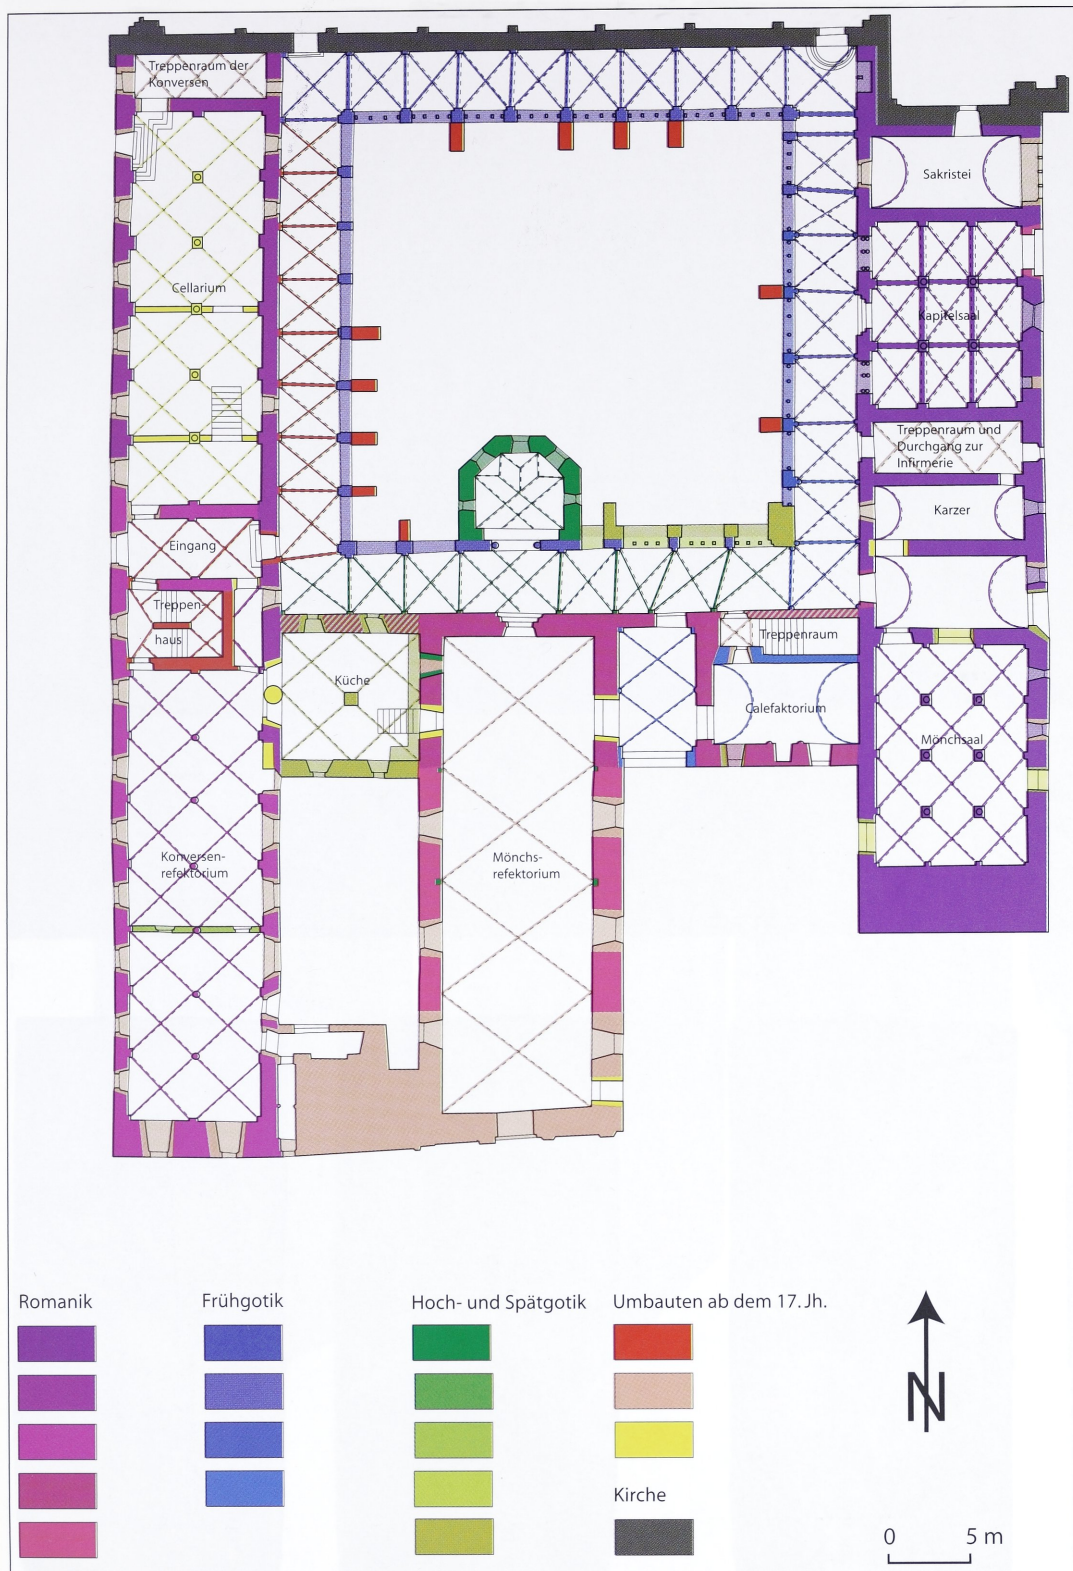 Treppenraum der
Konversen
Sakristei
Cellarium
Kapitelsaal
Treppenraum und
Durchgang zur
Infirmerie
Karzer
Eingang
Treppen-
haus
Treppenraum
Küche
Calefaktorium
Mönchsaal
Konversen-
refektorium
Mönchs-
refektorium
Romanik
Frühgotik
Hoch- und Spätgotik
Umbauten ab dem 17. Jh.
Kirche
N
0 5 m